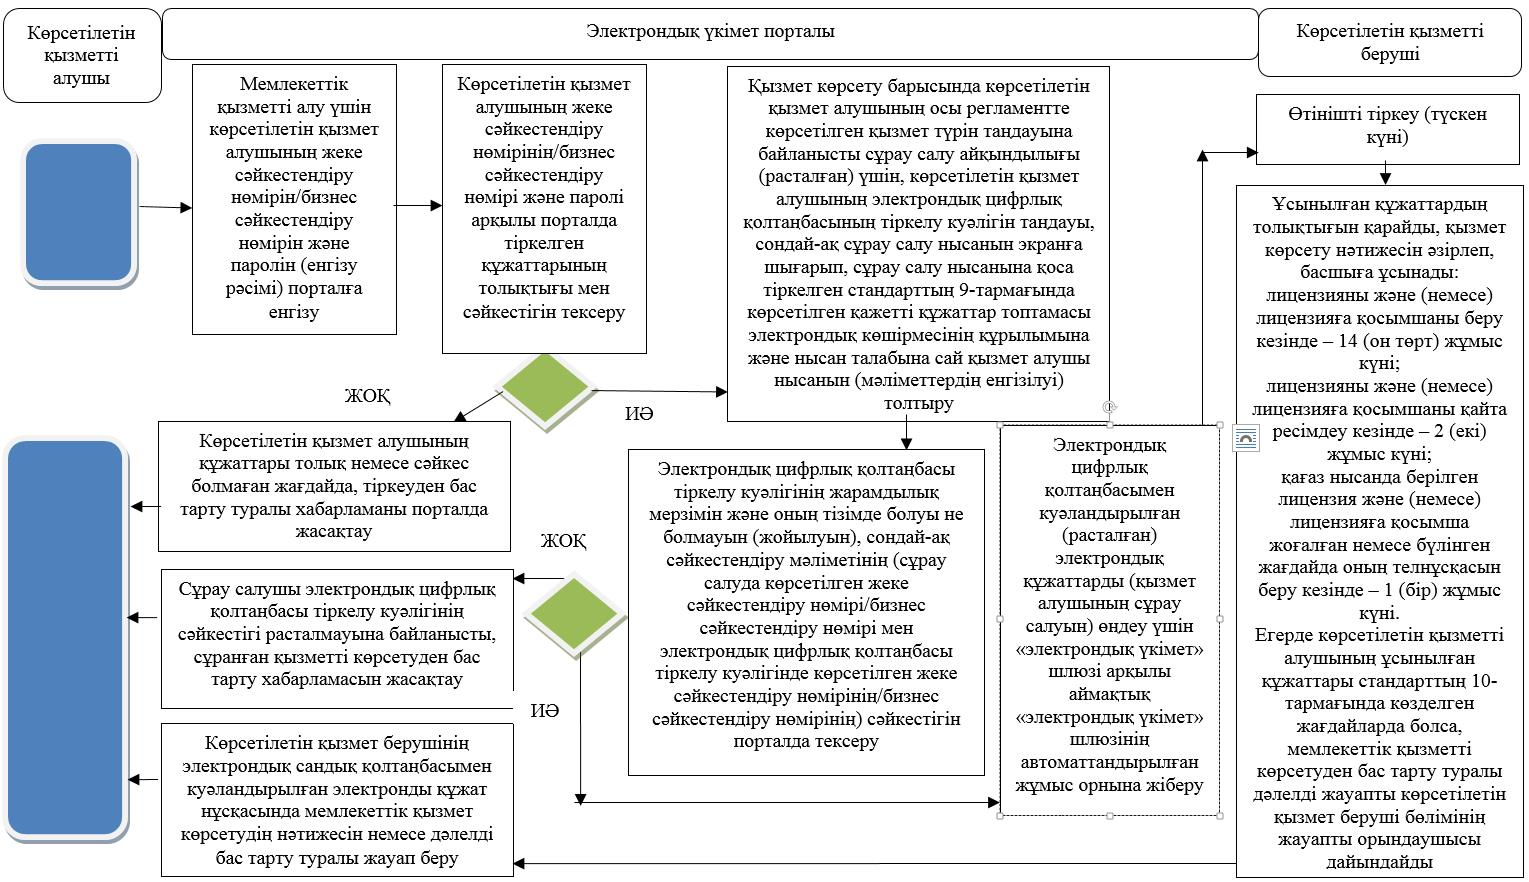 Көрсетілетін
қызметті
алушы
Электрондық үкімет порталы
Көрсетілетін қызметті
беруші
Мемлекеттік
қызметті алу үшін
көрсетілетін қызмет
алушының жеке
сәйкестендіру
нөмірін/бизнес
сәйкестендіру
нөмірін және
паролін (енгізу
рәсімі) порталға
енгізу
Көрсетілетін қызмет
алушының жеке
сәйкестендіру
нөмірінің/бизнес
сәйкестендіру
нөмірі және паролі
арқылы порталда
тіркелген
құжаттарының
толықтығы мен
сәйкестігін тексеру
Қызмет көрсету барысында көрсетілетін
қызмет алушының осы регламентте
көрсетілген қызмет түрін таңдауына
байланысты сұрау салу айқындылығы
(расталған) үшін, көрсетілетін қызмет
алушының электрондық цифрлық
қолтаңбасының тіркелу куәлігін таңдауы,
сондай-ақ сұрау салу нысанын экранға
шығарып, сұрау салу нысанына қоса
тіркелген стандарттың 9-тармағында
көрсетілген қажетті құжаттар топтамасы
электрондық көшірмесінің құрылымына
және нысан талабына сай қызмет алушы
нысанын (мәліметтердің енгізілуі)
толтыру
Өтінішті тіркеу (түскен
күні)
Ұсынылған құжаттардың
толықтығын қарайды, қызмет
көрсету нәтижесін әзірлеп,
басшыға ұсынады:
лицензияны және (немесе)
лицензияға қосымшаны беру
кезінде – 14 (он төрт) жұмыс
күні;
лицензияны және (немесе)
лицензияға қосымшаны қайта
ресімдеу кезінде – 2 (екі)
жұмыс күні;
қағаз нысанда берілген
лицензия және (немесе)
лицензияға қосымша
жоғалған немесе бүлінген
жағдайда оның телнұсқасын
беру кезінде – 1 (бір) жұмыс
күні.
Егерде көрсетілетін қызметті
алушының ұсынылған
құжаттары стандарттың 10-
тармағында көзделген
жағдайларда болса,
мемлекеттік қызметті
көрсетуден бас тарту туралы
дәлелді жауапты көрсетілетін
қызмет беруші бөлімінің
жауапты орындаушысы
дайындайды
ЖОҚ
ИӘ
Көрсетілетін қызмет алушының
құжаттары толық немесе сәйкес
болмаған жағдайда, тіркеуден бас
тарту туралы хабарламаны порталда
жасақтау
Электрондық цифрлық қолтаңбасы
тіркелу куәлігінің жарамдылық
мерзімін және оның тізімде болуы не
болмауын (жойылуын), сондай-ақ
сәйкестендіру мәліметінің (сұрау
салуда көрсетілген жеке
сәйкестендіру нөмірі/бизнес
сәйкестендіру нөмірі мен
электрондық цифрлық қолтаңбасы
тіркелу куәлігінде көрсетілген жеке
сәйкестендіру нөмірінің/бизнес
сәйкестендіру нөмірінің) сәйкестігін
порталда тексеру
Электрондық
цифрлық
қолтаңбасымен
куәландырылған
(расталған)
электрондық
құжаттарды (қызмет
алушының сұрау
салуын) өңдеу үшін
«электрондық үкімет»
шлюзі арқылы
аймақтық
«электрондық үкімет»
шлюзінің
автоматтандырылған
жұмыс орнына жіберу
ЖОҚ
Сұрау салушы электрондық цифрлық
қолтаңбасы тіркелу куәлігінің
сәйкестігі расталмауына байланысты,
сұранған қызметті көрсетуден бас
тарту хабарламасын жасақтау
ИӘ
Көрсетілетін қызмет берушінің
электрондық сандық қолтаңбасымен
куәландырылған электронды құжат
нұсқасында мемлекеттік қызмет
көрсетудің нәтижесін немесе дәлелді
бас тарту туралы жауап беру